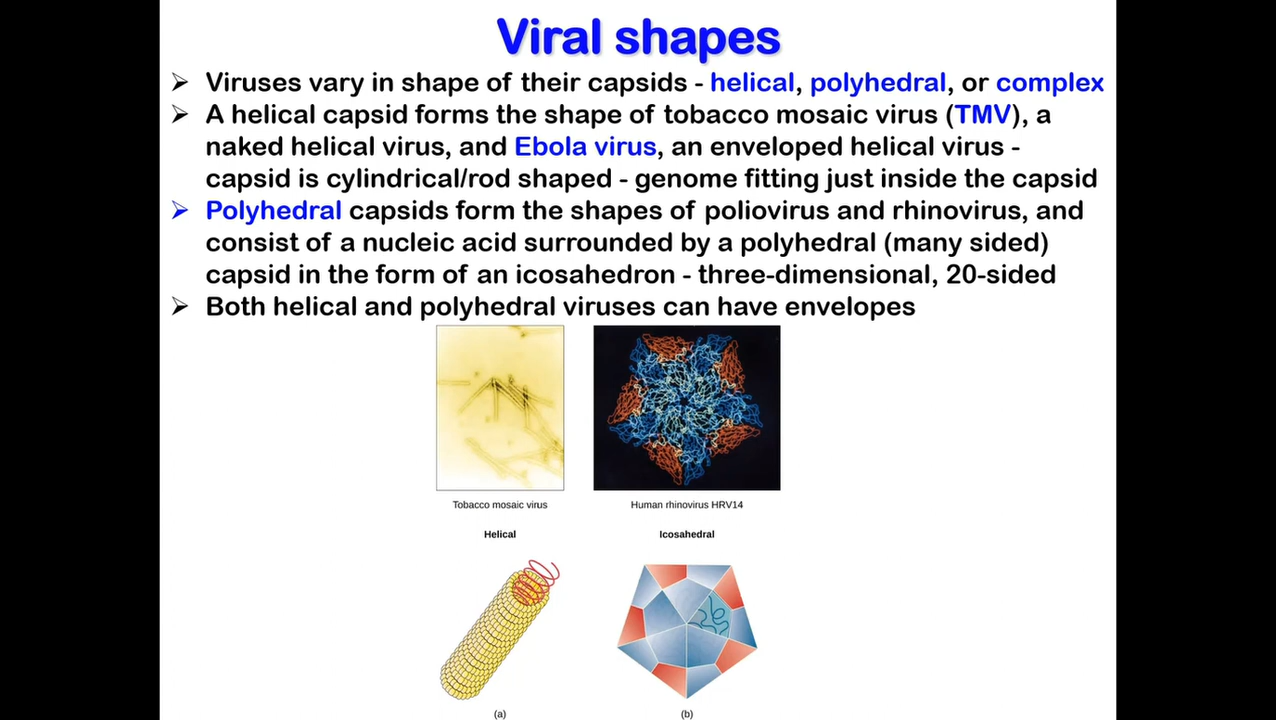 Viral shapes
➢ Viruses vary in shape of their capsids - helical, polyhedral, or complex
➢ A helical capsid forms the shape of tobacco mosaic virus (TMV), a
naked helical virus, and Ebola virus, an enveloped helical virus -
capsid is cylindrical/rod shaped - genome fitting just inside the capsid
➢ Polyhedral capsids form the shapes of poliovirus and rhinovirus, and
consist of a nucleic acid surrounded by a polyhedral (many sided)
capsid in the form of an icosahedron - three-dimensional, 20-sided
➢ Both helical and polyhedral viruses can have envelopes
Tobacco mosaic virus
Human rhinovirus HRV14
Helical
Icosahedral
(a)
(b)